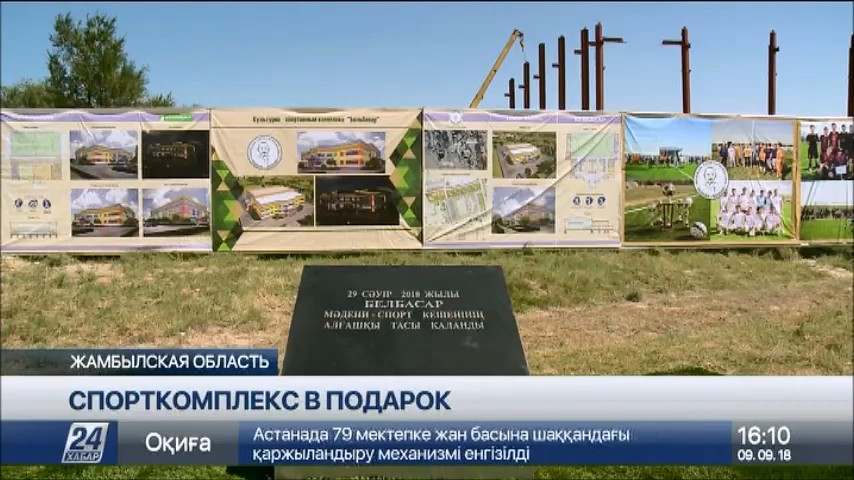 Культурно - спортивный комплекс "Белбасар"
29 СӘУІР 2018 ЖЫЛЫ
БЕЛБАСАР
МӘДЕНИ - СПОРТ КЕШЕНІНІҢ
АЛҒАШҚЫ ТАСЫ ҚАЛАНДЫ
ЖАМБЫЛСКАЯ ОБЛАСТЬ
СПОРТКОМПЛЕКС В ПОДАРОК
24
ХАБАР
Оқиға
Астанада 79 мектепке жан басына шаққандағы
қаржыландыру механизмі енгізілді
16:10
09.09.18